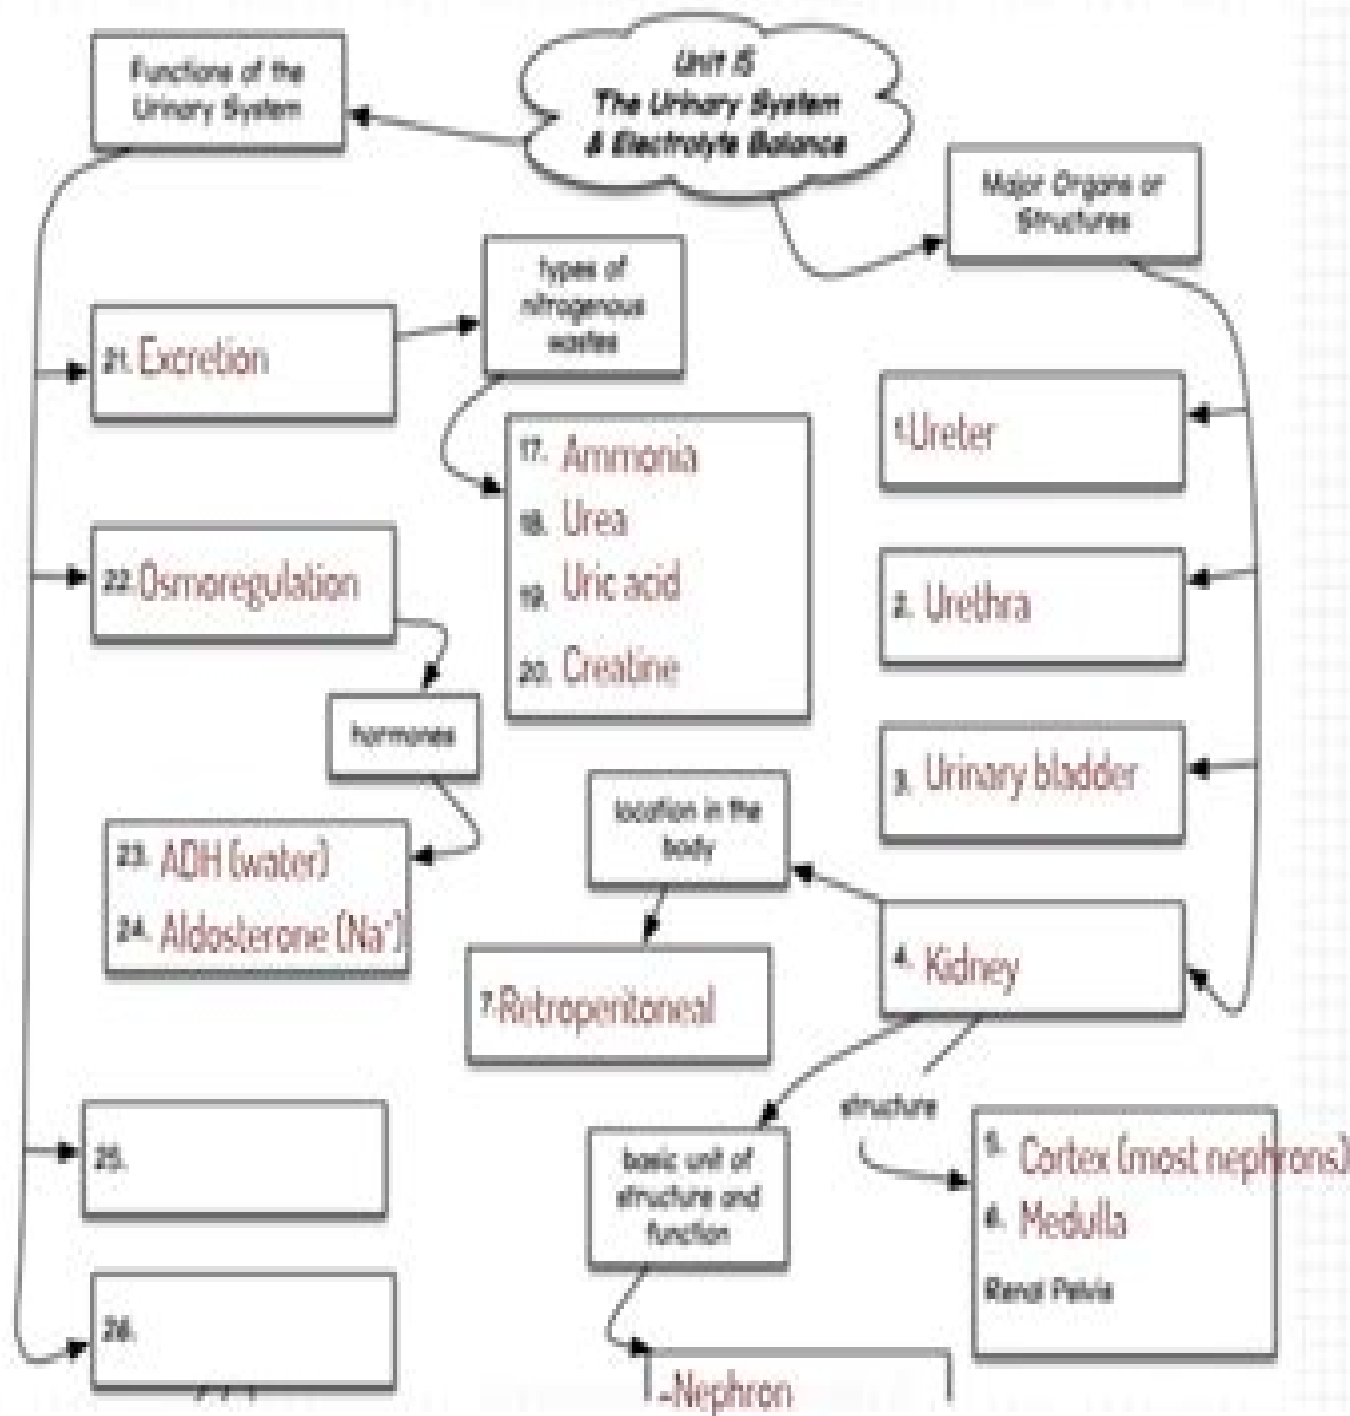 Unit 15
The Urinary System
& Electrolyte Balance
Functions of the
Urinary System
Major Organs or
Structures
types of
nitrogenous
wastes
21. Excretion
17. Ammonia
18. Urea
19. Uric acid
20. Creatine
1. Ureter
22. Osmoregulation
2. Urethra
hormones
3. Urinary bladder
location in the
body
23. ADH (water)
24. Aldosterone (Na⁺)
4. Kidney
7. Retroperitoneal
structure
25.
basic unit of
structure and
function
5. Cortex (most nephrons)
6. Medulla
Renal Pelvis
26.
-Nephron